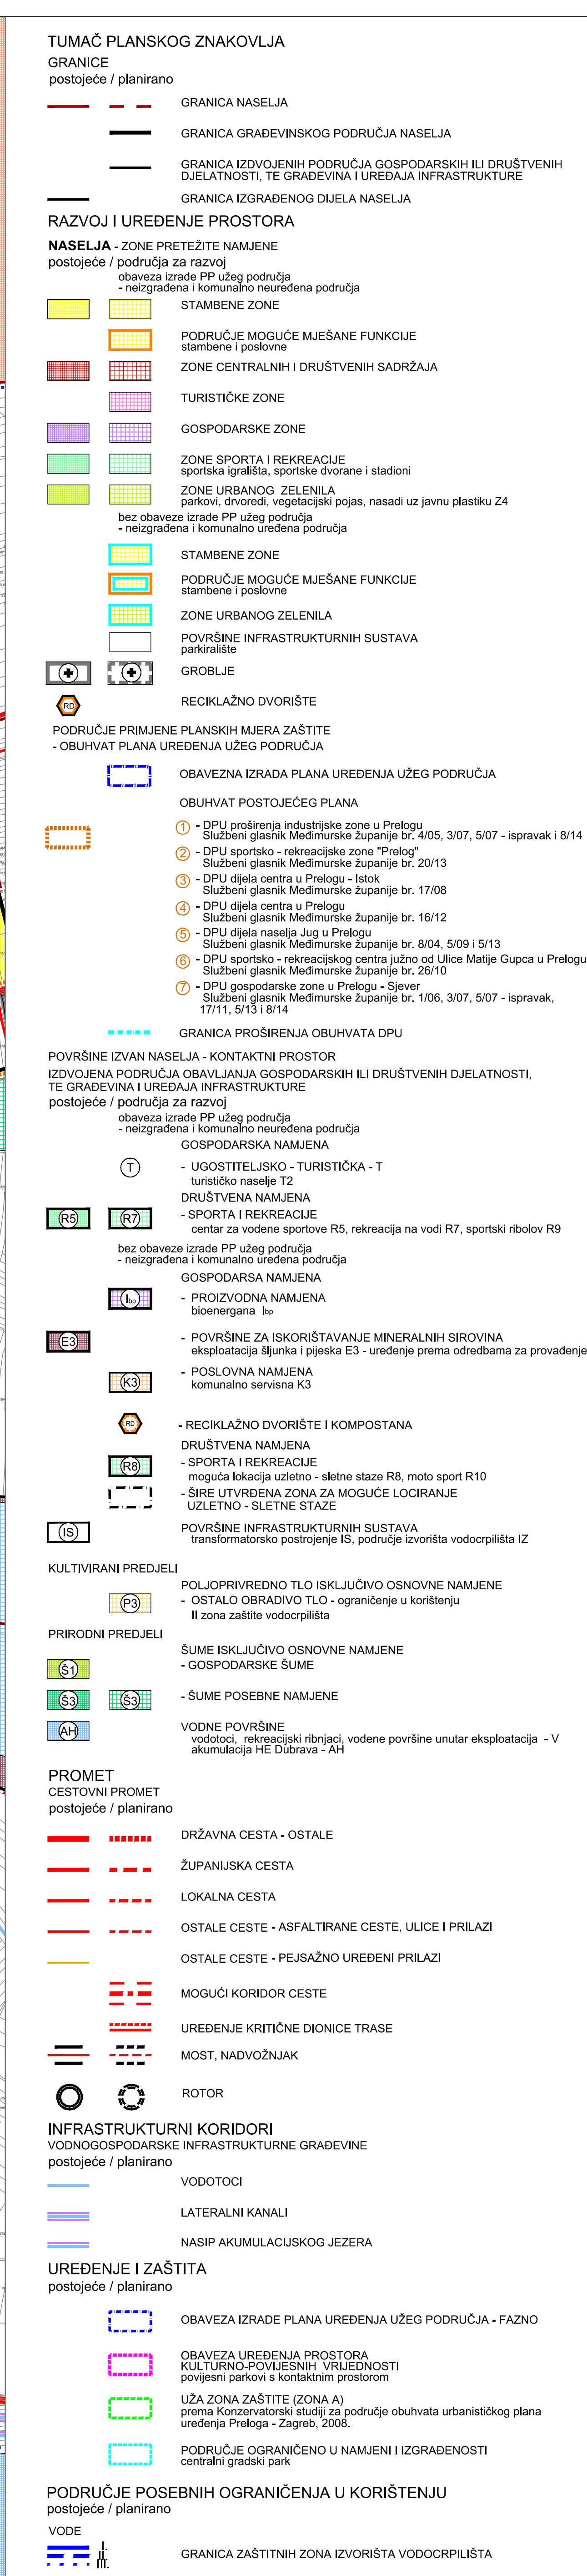 TUMAČ PLANSKOG ZNAKOVLJA
GRANICE
postojeće / planirano
GRANICA NASELJA
GRANICA GRAĐEVINSKOG PODRUČJA NASELJA
GRANICA IZDVOJENIH PODRUČJA GOSPODARSKIH ILI DRUŠTVENIH
DJELATNOSTI, TE GRAĐEVINA I UREĐAJA INFRASTRUKTURE
GRANICA IZGRAĐENOG DIJELA NASELJA
RAZVOJ I UREĐENJE PROSTORA
NASELJA - ZONE PRETEŽITE NAMJENE
postojeće / područja za razvoj
obaveza izrade PP užeg područja
- neizgrađena i komunalno neuređena područja
STAMBENE ZONE
PODRUČJE MOGUĆE MJEŠANE FUNKCIJE
stambene i poslovne
ZONE CENTRALNIH I DRUŠTVENIH SADRŽAJA
TURISTIČKE ZONE
GOSPODARSKE ZONE
ZONE SPORTA I REKREACIJE
sportska igrališta, sportske dvorane i stadioni
ZONE URBANOG ZELENILA
parkovi, drvoredi, vegetacijski pojas, nasadi uz javnu plastiku Z4
bez obaveze izrade PP užeg područja
- neizgrađena i komunalno uređena područja
STAMBENE ZONE
PODRUČJE MOGUĆE MJEŠANE FUNKCIJE
stambene i poslovne
ZONE URBANOG ZELENILA
POVRŠINE INFRASTRUKTURNIH SUSTAVA
parkiralište
GROBLJE
RD RECIKLAŽNO DVORIŠTE
PODRUČJE PRIMJENE PLANSKIH MJERA ZAŠTITE
- OBUHVAT PLANA UREĐENJA UŽEG PODRUČJA
OBAVEZNA IZRADA PLANA UREĐENJA UŽEG PODRUČJA
OBUHVAT POSTOJEĆEG PLANA
1 - DPU proširenja industrijske zone u Prelogu
Službeni glasnik Međimurske županije br. 4/05, 3/07, 5/07 - ispravak i 8/14
2 - DPU sportsko - rekreacijske zone "Prelog"
Službeni glasnik Međimurske županije br. 20/13
3 - DPU dijela centra u Prelogu - Istok
Službeni glasnik Međimurske županije br. 17/08
4 - DPU dijela centra u Prelogu
Službeni glasnik Međimurske županije br. 16/12
5 - DPU dijela naselja Jug u Prelogu
Službeni glasnik Međimurske županije br. 8/04, 5/09 i 5/13
6 - DPU sportsko - rekreacijskog centra južno od Ulice Matije Gupca u Prelogu
Službeni glasnik Međimurske županije br. 26/10
7 - DPU gospodarske zone u Prelogu - Sjever
Službeni glasnik Međimurske županije br. 1/06, 3/07, 5/07 - ispravak,
17/11, 5/13 i 8/14
GRANICA PROŠIRENJA OBUHVATA DPU
POVRŠINE IZVAN NASELJA - KONTAKTNI PROSTOR
IZDVOJENA PODRUČJA OBAVLJANJA GOSPODARSKIH ILI DRUŠTVENIH DJELATNOSTI,
TE GRAĐEVINA I UREĐAJA INFRASTRUKTURE
postojeće / područja za razvoj
obaveza izrade PP užeg područja
- neizgrađena i komunalno neuređena područja
GOSPODARSKA NAMJENA
T - UGOSTITELJSKO - TURISTIČKA - T
turističko naselje T2
DRUŠTVENA NAMJENA
R5 R7 - SPORTA I REKREACIJE
centar za vodene sportove R5, rekreacija na vodi R7, sportski ribolov R9
bez obaveze izrade PP užeg područja
- neizgrađena i komunalno uređena područja
GOSPODARSA NAMJENA
Ibp - PROIZVODNA NAMJENA
bioenergana Ibp
E3 - POVRŠINE ZA ISKORIŠTAVANJE MINERALNIH SIROVINA
eksploatacija šljunka i pijeska E3 - uređenje prema odredbama za provađenje
K3 - POSLOVNA NAMJENA
komunalno servisna K3
RD - RECIKLAŽNO DVORIŠTE I KOMPOSTANA
DRUŠTVENA NAMJENA
R8 - SPORTA I REKREACIJE
moguća lokacija uzletno - sletne staze R8, moto sport R10
- ŠIRE UTVRĐENA ZONA ZA MOGUĆE LOCIRANJE
UZLETNO - SLETNE STAZE
IS POVRŠINE INFRASTRUKTURNIH SUSTAVA
transformatorsko postrojenje IS, područje izvorišta vodocrpilišta IZ
KULTIVIRANI PREDJELI
POLJOPRIVREDNO TLO ISKLJUČIVO OSNOVNE NAMJENE
P3 - OSTALO OBRADIVO TLO - ograničenje u korištenju
II zona zaštite vodocrpilišta
PRIRODNI PREDJELI
ŠUME ISKLJUČIVO OSNOVNE NAMJENE
Š1 - GOSPODARSKE ŠUME
Š3 Š3 - ŠUME POSEBNE NAMJENE
AH VODNE POVRŠINE
vodotoci, rekreacijski ribnjaci, vodene površine unutar eksploatacija - V
akumulacija HE Dubrava - AH
PROMET
CESTOVNI PROMET
postojeće / planirano
DRŽAVNA CESTA - OSTALE
ŽUPANIJSKA CESTA
LOKALNA CESTA
OSTALE CESTE - ASFALTIRANE CESTE, ULICE I PRILAZI
OSTALE CESTE - PEJSAŽNO UREĐENI PRILAZI
MOGUĆI KORIDOR CESTE
UREĐENJE KRITIČNE DIONICE TRASE
MOST, NADVOŽNJAK
ROTOR
INFRASTRUKTURNI KORIDORI
VODNOGOSPODARSKE INFRASTRUKTURNE GRAĐEVINE
postojeće / planirano
VODOTOCI
LATERALNI KANALI
NASIP AKUMULACIJSKOG JEZERA
UREĐENJE I ZAŠTITA
postojeće / planirano
OBAVEZA IZRADE PLANA UREĐENJA UŽEG PODRUČJA - FAZNO
OBAVEZA UREĐENJA PROSTORA
KULTURNO-POVIJESNIH VRIJEDNOSTI
povijesni parkovi s kontaktnim prostorom
UŽA ZONA ZAŠTITE (ZONA A)
prema Konzervatorski studiji za područje obuhvata urbanističkog plana
uređenja Preloga - Zagreb, 2008.
PODRUČJE OGRANIČENO U NAMJENI I IZGRAĐENOSTI
centralni gradski park
PODRUČJE POSEBNIH OGRANIČENJA U KORIŠTENJU
postojeće / planirano
VODE
I.
II.
III.
GRANICA ZAŠTITNIH ZONA IZVORIŠTA VODOCRPILIŠTA